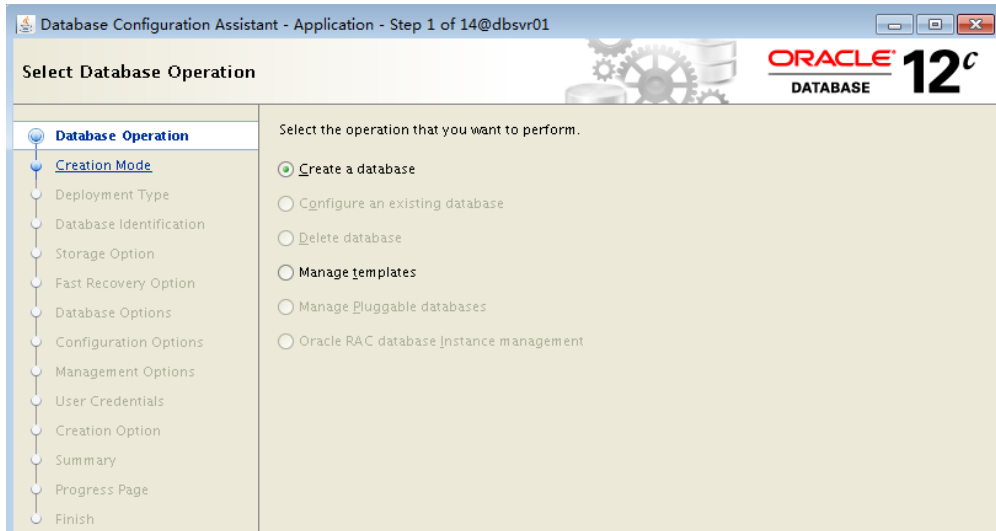 Database Configuration Assistant - Application - Step 1 of 14@dbsvr01
Select Database Operation
ORACLE DATABASE 12c
Database Operation
Creation Mode
Deployment Type
Database Identification
Storage Option
Fast Recovery Option
Database Options
Configuration Options
Management Options
User Credentials
Creation Option
Summary
Progress Page
Finish
Select the operation that you want to perform.
Create a database
Configure an existing database
Delete database
Manage templates
Manage Pluggable databases
Oracle RAC database Instance management